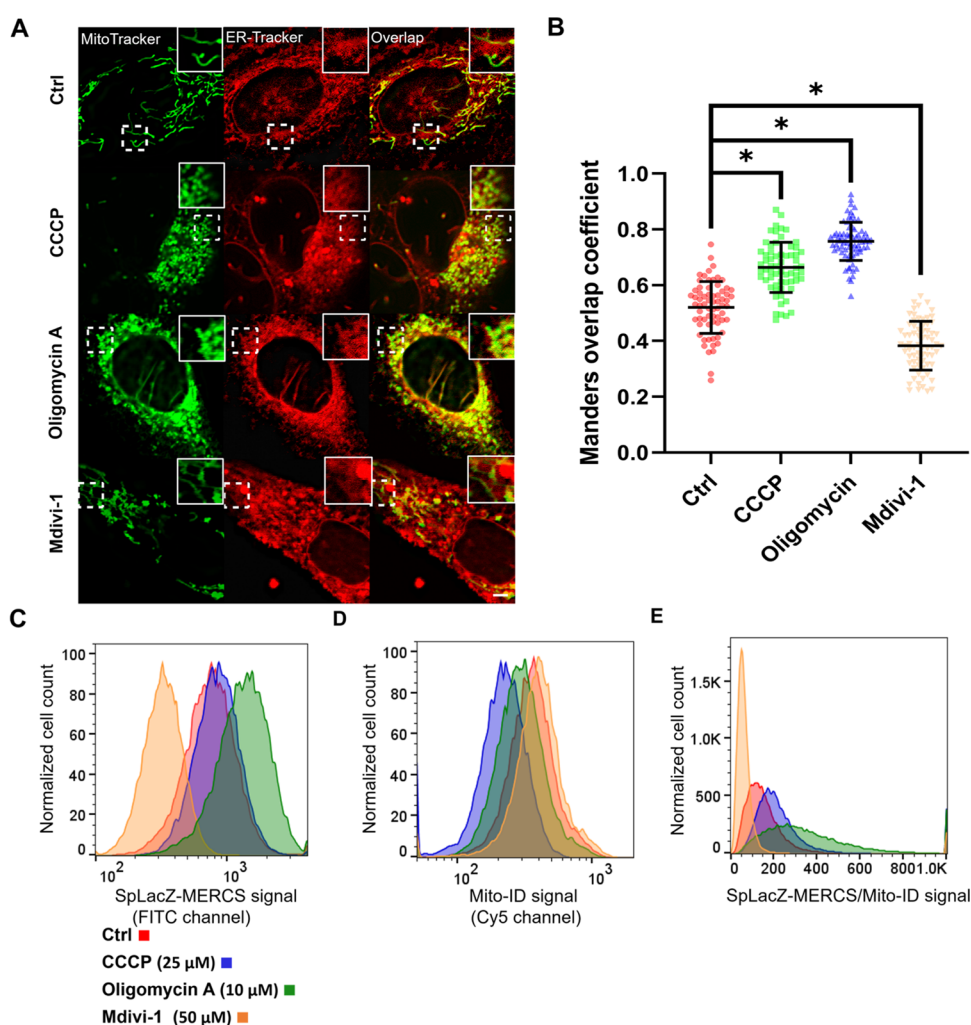 A
MitoTracker
ER-Tracker
Overlap
Ctrl
CCCP
Oligomycin A
Mdivi-1
B
*
*
*
Manders overlap coefficient
1.0
0.8
0.6
0.4
0.2
0.0
Ctrl
CCCP
Oligomycin
Mdivi-1
C
Normalized cell count
100
80
60
40
20
0
10²
10³
SpLacZ-MERCS signal
(FITC channel)
D
Normalized cell count
100
80
60
40
20
0
10²
10³
Mito-ID signal
(Cy5 channel)
E
Normalized cell count
1.5K
1.0K
500
0
0 200 400 600 8001.0K
SpLacZ-MERCS/Mito-ID signal
Ctrl
CCCP (25 µM)
Oligomycin A (10 µM)
Mdivi-1 (50 µM)